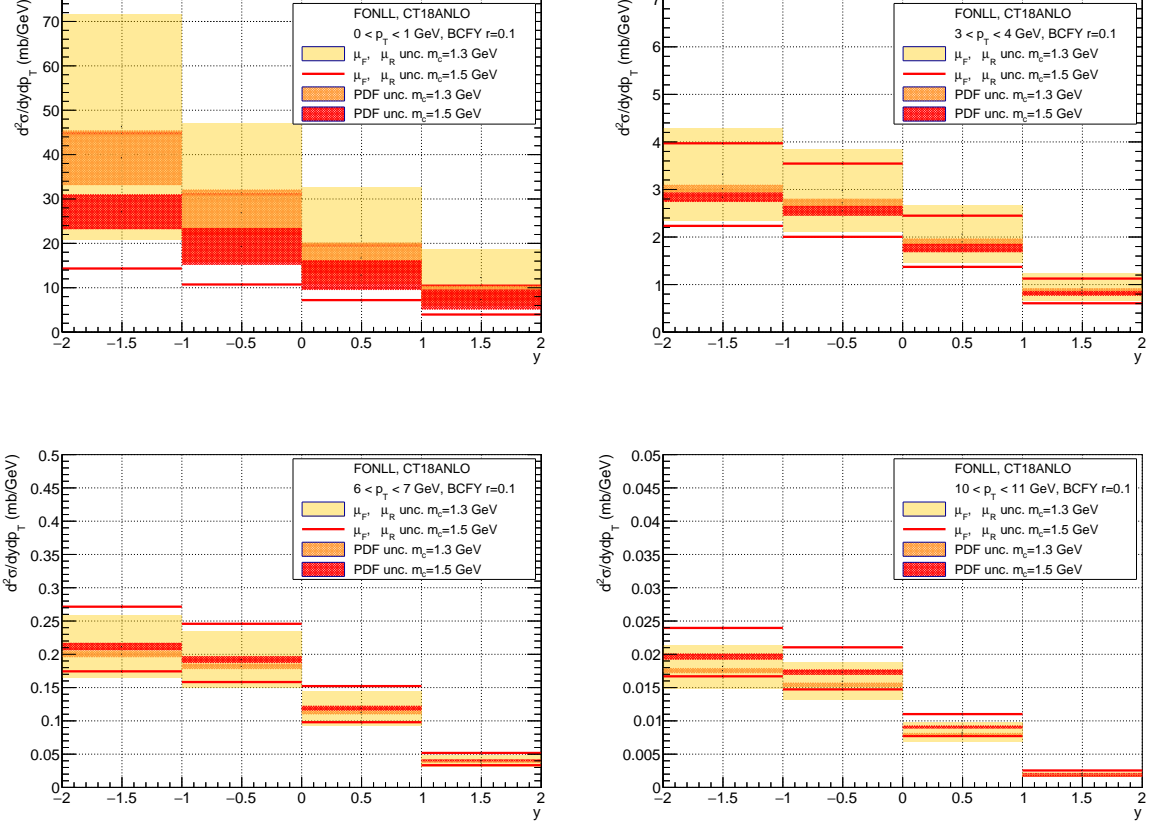 d²σ/dydp_T (mb/GeV)
70
60
50
40
30
20
10
0
FONLL, CT18ANLO
0 < p_T < 1 GeV, BCFY r=0.1
μ_F, μ_R unc. m_c=1.3 GeV
μ_F, μ_R unc. m_c=1.5 GeV
PDF unc. m_c=1.3 GeV
PDF unc. m_c=1.5 GeV
−2 −1.5 −1 −0.5 0 0.5 1 1.5 2
y
d²σ/dydp_T (mb/GeV)
7
6
5
4
3
2
1
0
FONLL, CT18ANLO
3 < p_T < 4 GeV, BCFY r=0.1
μ_F, μ_R unc. m_c=1.3 GeV
μ_F, μ_R unc. m_c=1.5 GeV
PDF unc. m_c=1.3 GeV
PDF unc. m_c=1.5 GeV
−2 −1.5 −1 −0.5 0 0.5 1 1.5 2
y
d²σ/dydp_T (mb/GeV)
0.5
0.45
0.4
0.35
0.3
0.25
0.2
0.15
0.1
0.05
0
FONLL, CT18ANLO
6 < p_T < 7 GeV, BCFY r=0.1
μ_F, μ_R unc. m_c=1.3 GeV
μ_F, μ_R unc. m_c=1.5 GeV
PDF unc. m_c=1.3 GeV
PDF unc. m_c=1.5 GeV
−2 −1.5 −1 −0.5 0 0.5 1 1.5 2
y
d²σ/dydp_T (mb/GeV)
0.05
0.045
0.04
0.035
0.03
0.025
0.02
0.015
0.01
0.005
0
FONLL, CT18ANLO
10 < p_T < 11 GeV, BCFY r=0.1
μ_F, μ_R unc. m_c=1.3 GeV
μ_F, μ_R unc. m_c=1.5 GeV
PDF unc. m_c=1.3 GeV
PDF unc. m_c=1.5 GeV
−2 −1.5 −1 −0.5 0 0.5 1 1.5 2
y